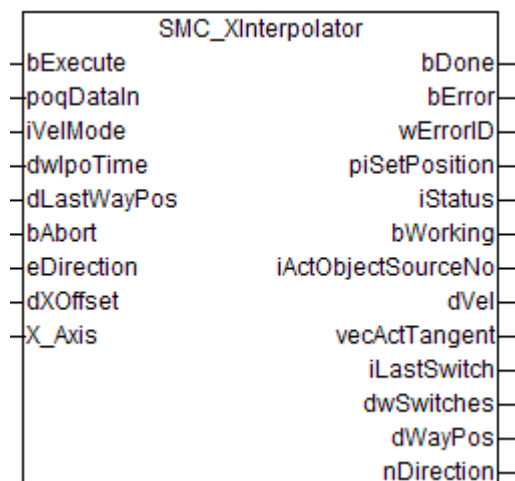 SMC_XInterpolator
bExecute bDone
poqDataIn bError
iVelMode wErrorID
dwIpoTime piSetPosition
dLastWayPos iStatus
bAbort bWorking
eDirection iActObjectSourceNo
dXOffset dVel
X_Axis vecActTangent
iLastSwitch
dwSwitches
dWayPos
nDirection